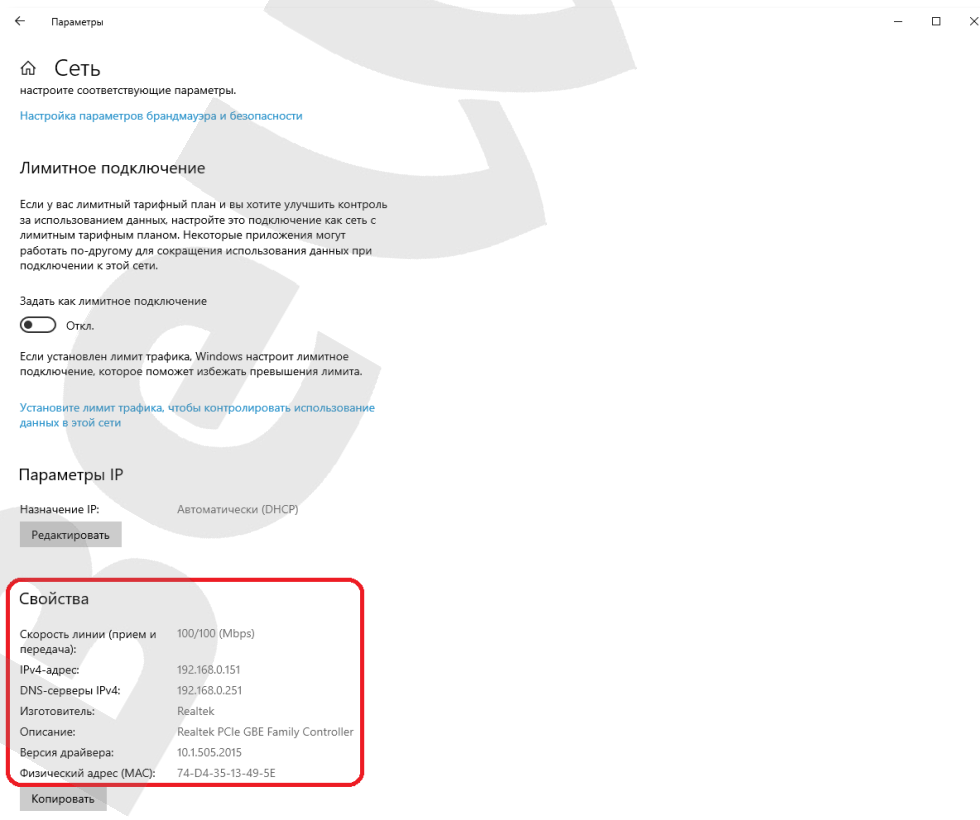 Параметры
Сеть
настроите соответствующие параметры.
Настройка параметров брандмауэра и безопасности
Лимитное подключение
Если у вас лимитный тарифный план и вы хотите улучшить контроль
за использованием данных, настройте это подключение как сеть с
лимитным тарифным планом. Некоторые приложения могут
работать по-другому для сокращения использования данных при
подключении к этой сети.
Задать как лимитное подключение
Откл.
Если установлен лимит трафика, Windows настроит лимитное
подключение, которое поможет избежать превышения лимита.
Установите лимит трафика, чтобы контролировать использование
данных в этой сети
Параметры IP
Назначение IP: Автоматически (DHCP)
Редактировать
Свойства
Скорость линии (прием и 100/100 (Mbps)
передача):
IPv4-адрес: 192.168.0.151
DNS-серверы IPv4: 192.168.0.251
Изготовитель: Realtek
Описание: Realtek PCIe GBE Family Controller
Версия драйвера: 10.1.505.2015
Физический адрес (MAC): 74-D4-35-13-49-5E
Копировать